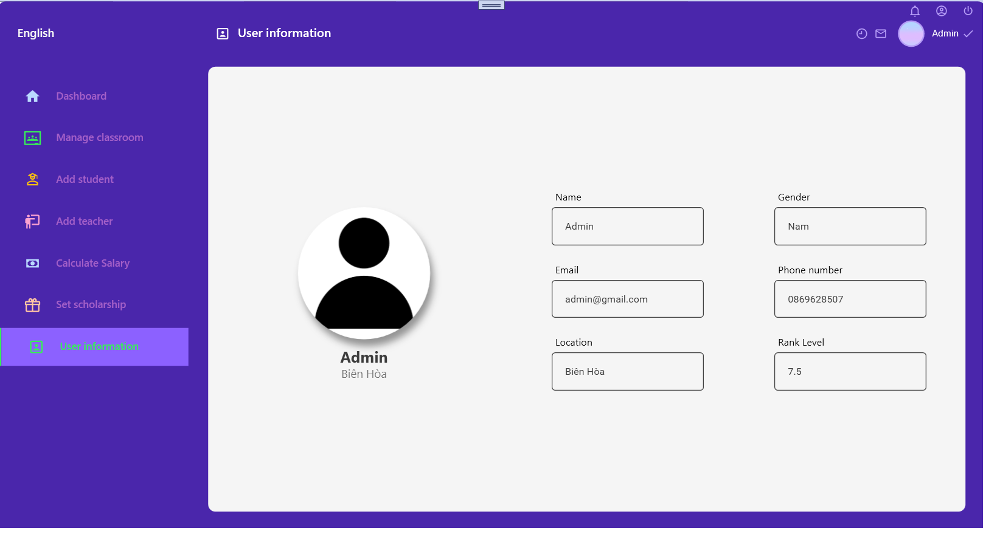 English
User information
Admin
Dashboard
Manage classroom
Add student
Add teacher
Calculate Salary
Set scholarship
User information
Admin
Biên Hòa
Name
Gender
Admin
Nam
Email
Phone number
admin@gmail.com
0869628507
Location
Rank Level
Biên Hòa
7.5